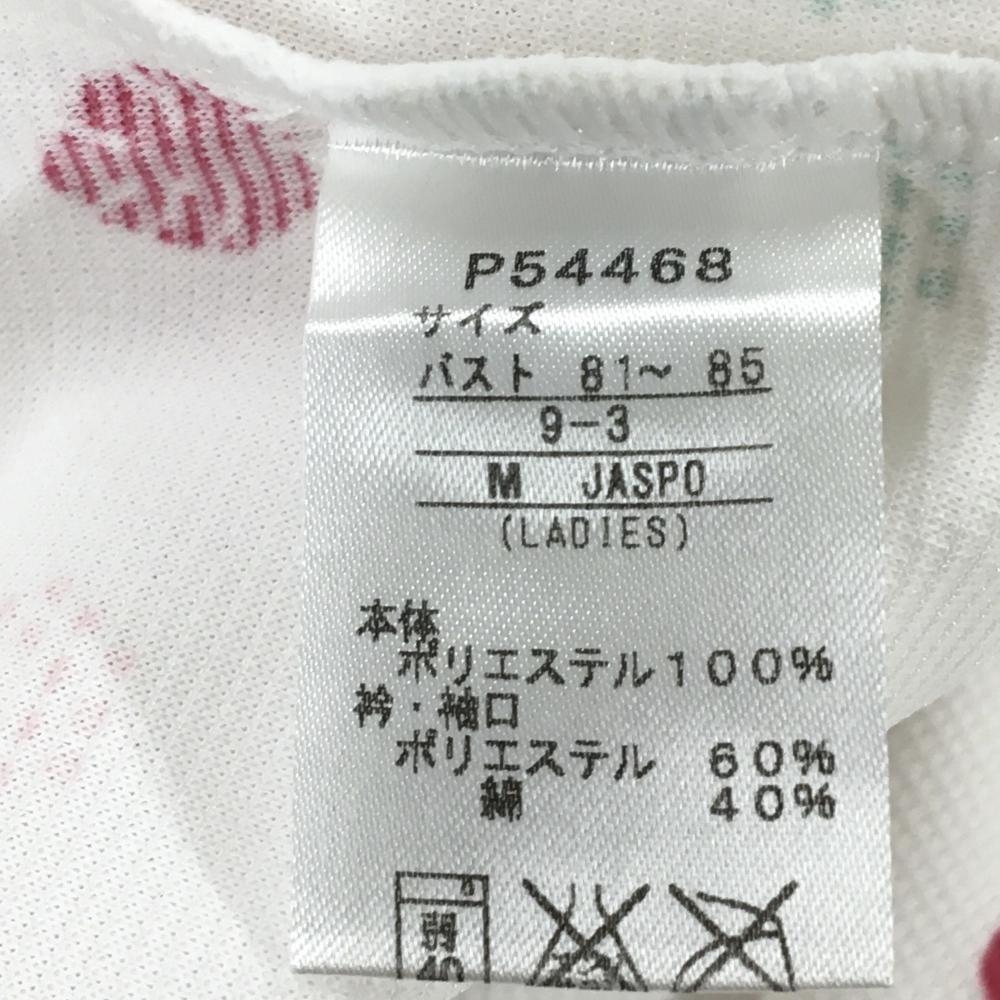 P54468
サイズ
バスト 81～ 85
9-3
M JASPO
(LADIES)
本体
ポリエステル100%
衿・袖口
ポリエステル 60%
綿 40%
弱
40